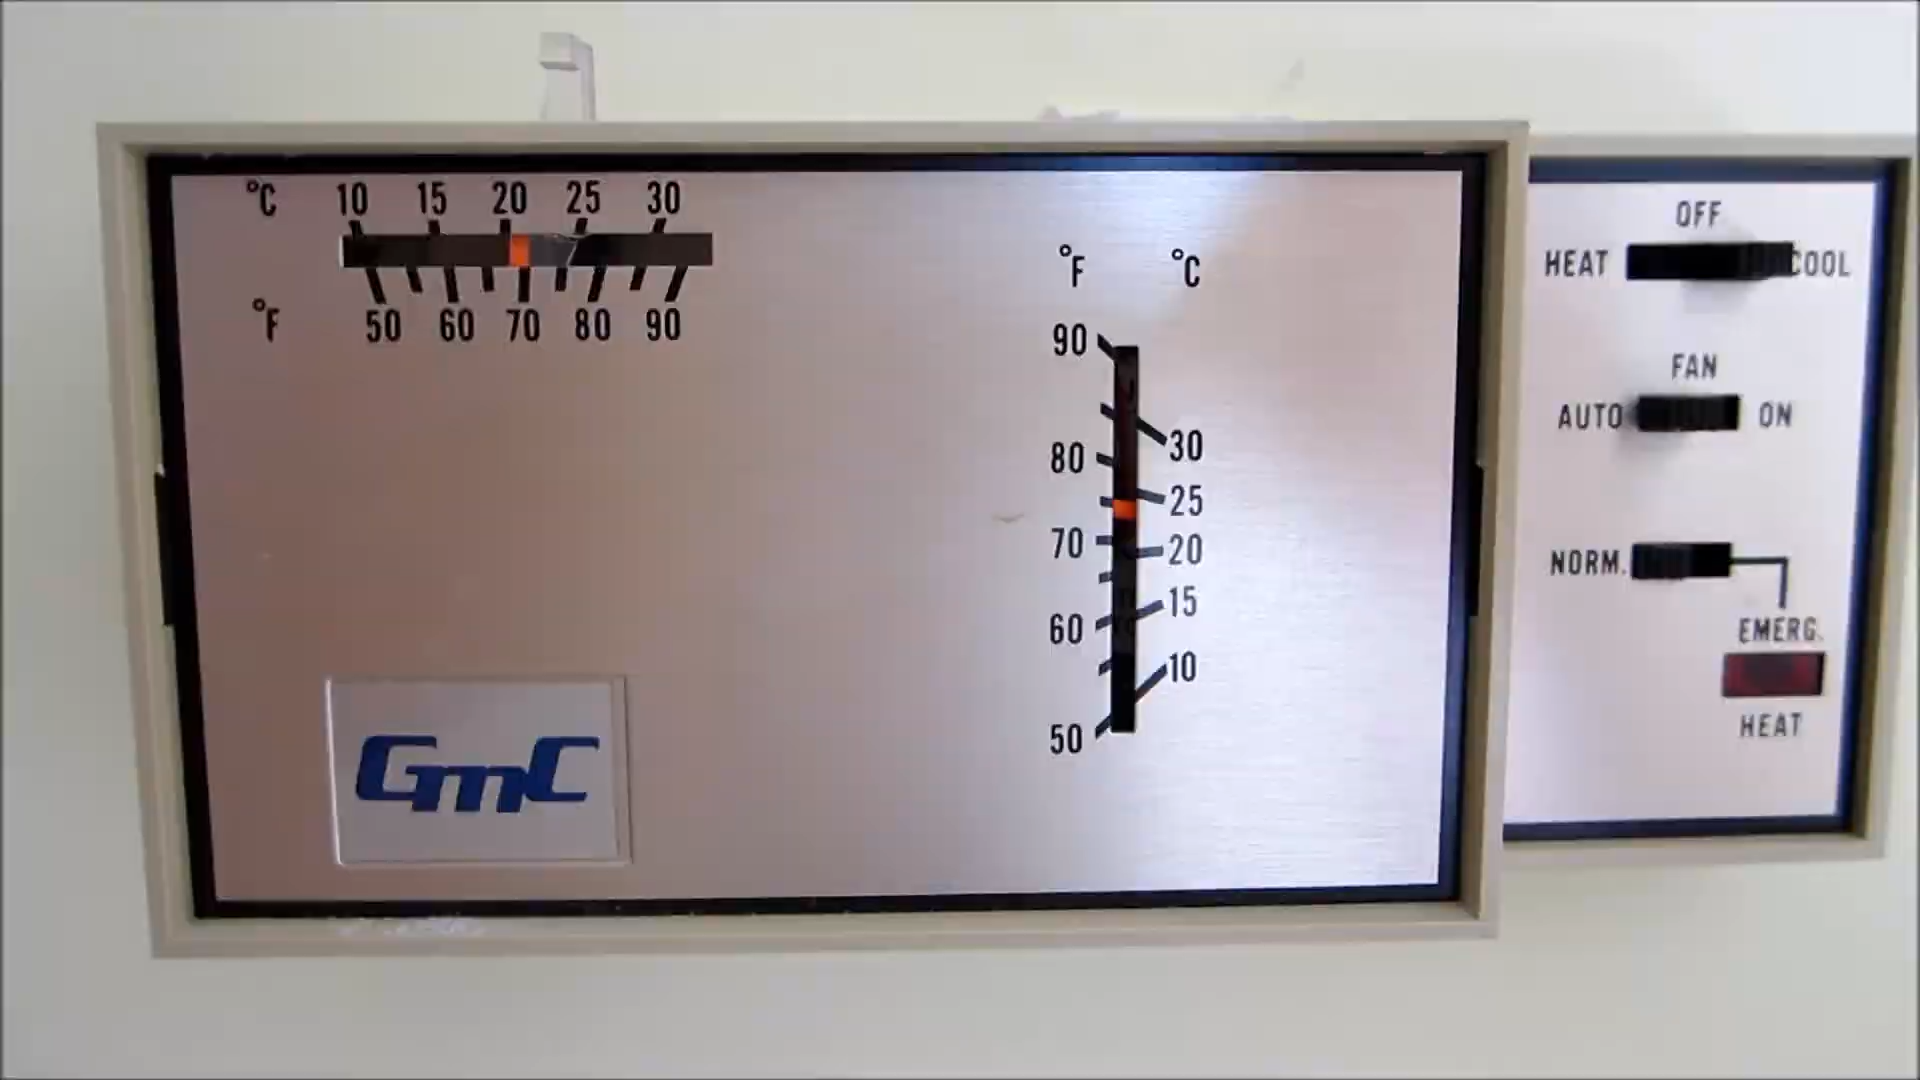 °C 10 15 20 25 30
°F 50 60 70 80 90
°F °C
90
30
80
25
70
20
15
60
10
50
GmC
OFF
HEAT COOL
FAN
AUTO ON
NORM.
EMERG.
HEAT